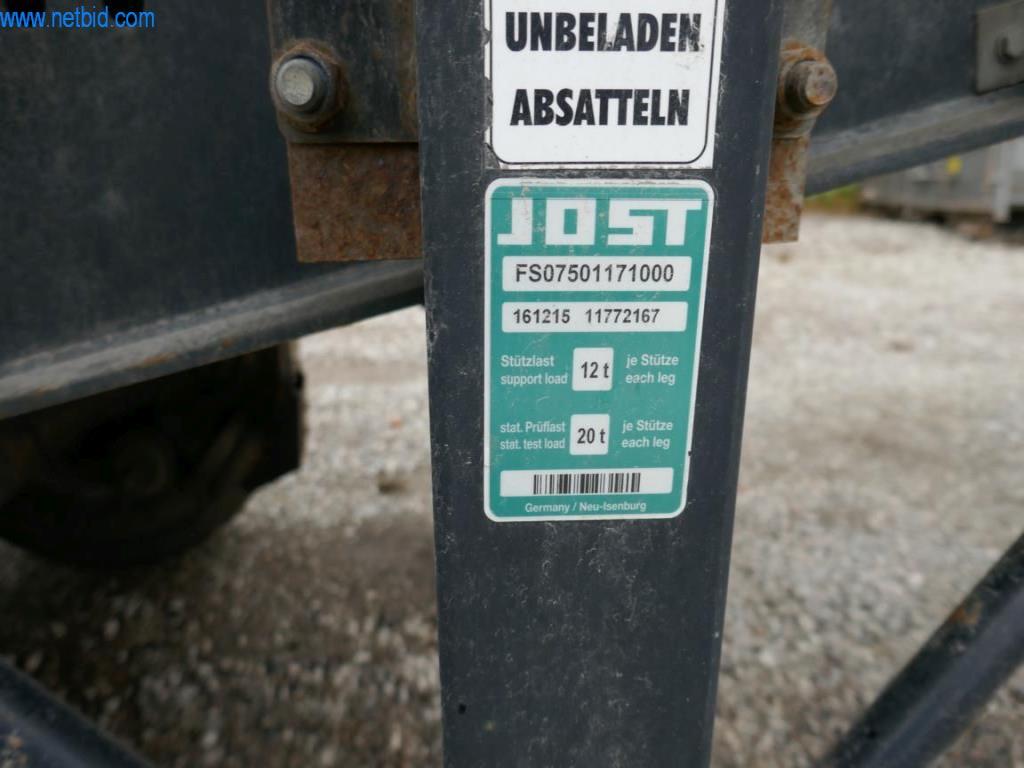 www.netbid.com
UNBELADEN
ABSATTELN
JOST
FS07501171000
161215 11772167
Stützlast 12 t je Stütze
support load each leg
stat. Prüflast 20 t je Stütze
stat. test load each leg
Germany / Neu-Isenburg